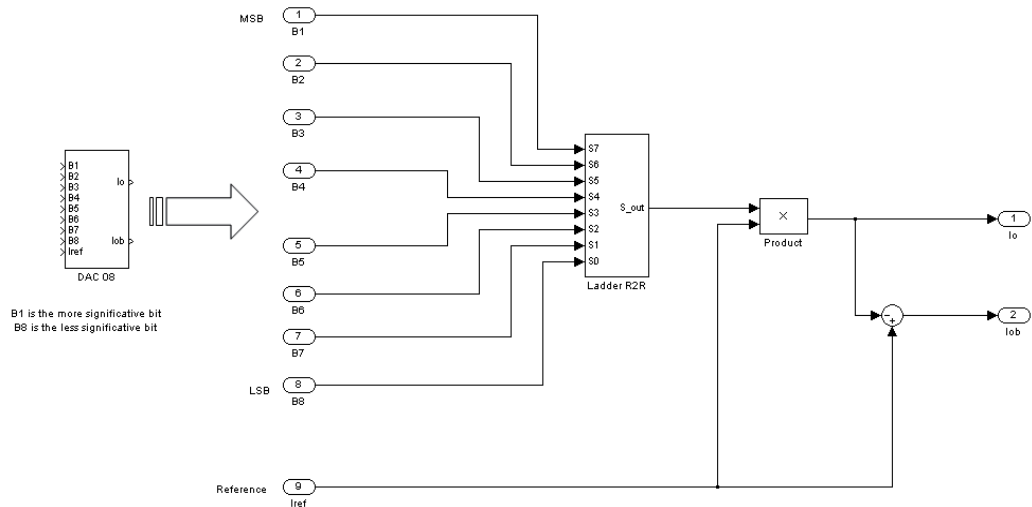 MSB
1
B1
2
B2
3
B3
4
B4
5
B5
6
B6
7
B7
LSB
8
B8
Reference
9
Iref
B1
B2
B3
B4
B5
B6
B7
B8
Iref
Io
Iob
DAC 08
B1 is the more significative bit
B8 is the less significative bit
S7
S6
S5
S4
S3
S2
S1
S0
S_out
Ladder R2R
×
Product
1
Io
-
+
2
Iob